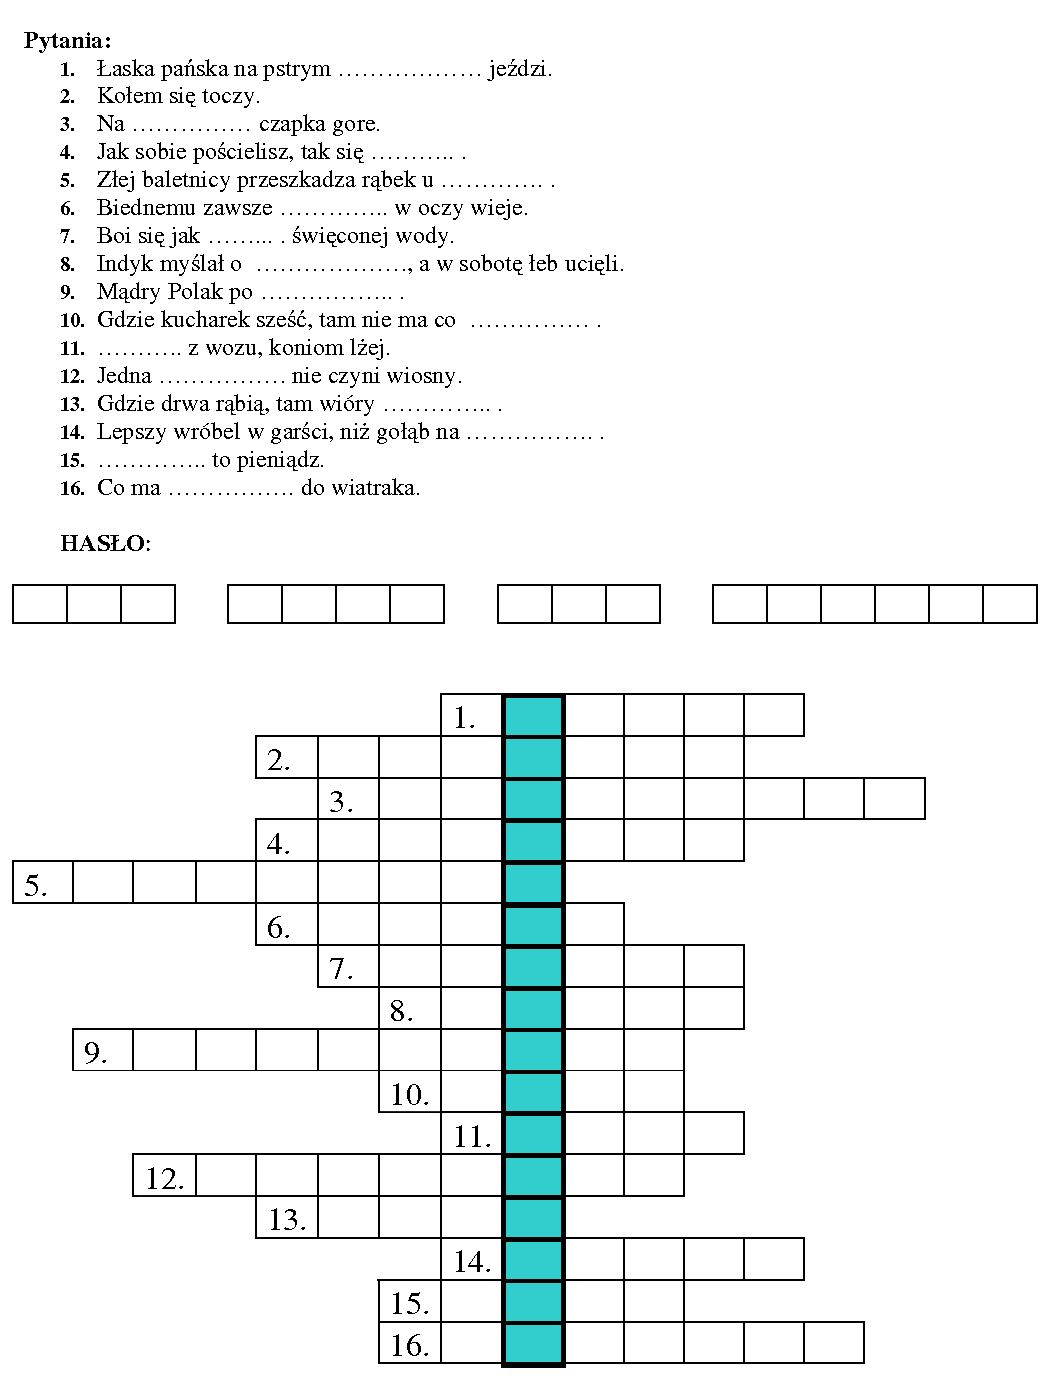 Pytania:
1. Łaska pańska na pstrym ……………… jeździ.
2. Kołem się toczy.
3. Na …………… czapka gore.
4. Jak sobie pościelisz, tak się ……….. .
5. Złej baletnicy przeszkadza rąbek u …………. .
6. Biednemu zawsze ………….. w oczy wieje.
7. Boi się jak …….. . święconej wody.
8. Indyk myślał o ………………, a w sobotę łeb ucięli.
9. Mądry Polak po …………….. .
10. Gdzie kucharek sześć, tam nie ma co …………… .
11. ……….. z wozu, koniom lżej.
12. Jedna …………… nie czyni wiosny.
13. Gdzie drwa rąbią, tam wióry ………….. .
14. Lepszy wróbel w garści, niż gołąb na ……………. .
15. ………….. to pieniądz.
16. Co ma ……………. do wiatraka.
HASŁO:
1.
2.
3.
4.
5.
6.
7.
8.
9.
10.
11.
12.
13.
14.
15.
16.